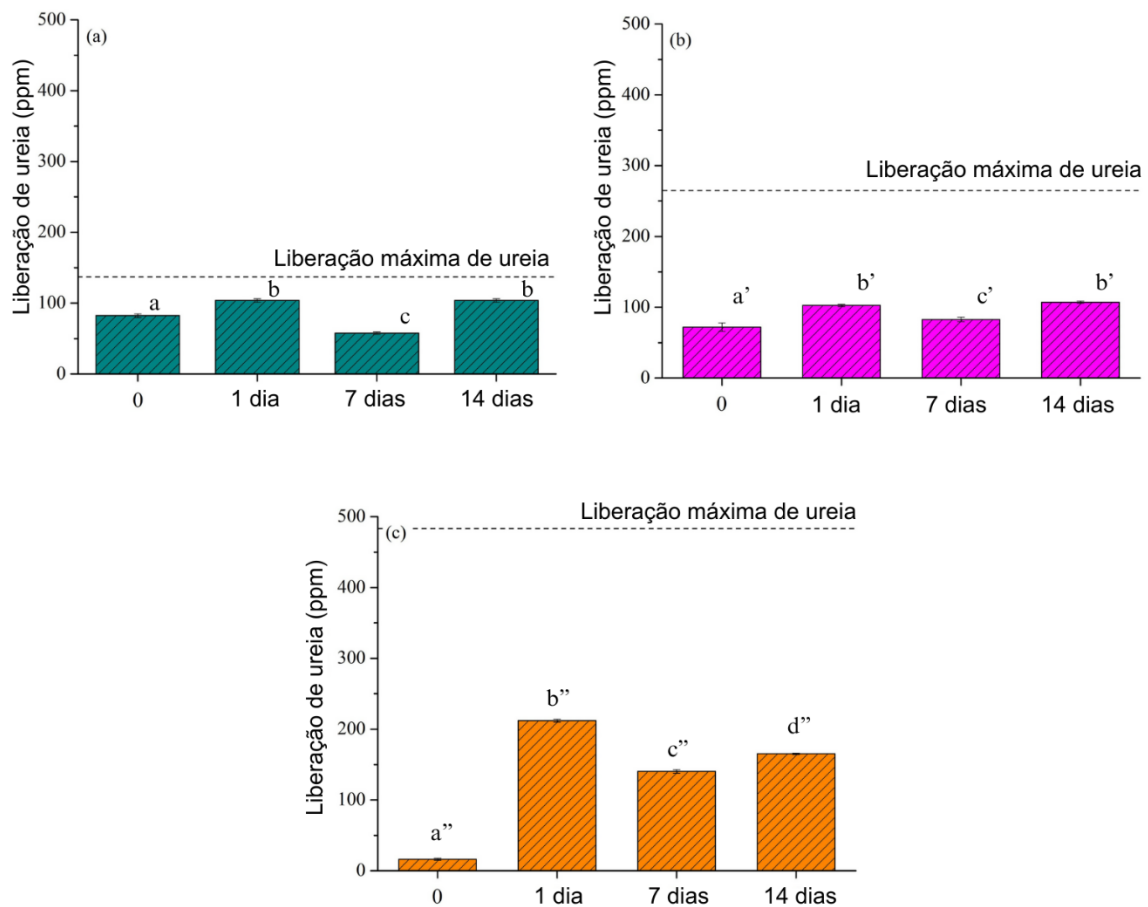 (a)
500
400
300
200
100
0
Liberação de ureia (ppm)
Liberação máxima de ureia
a
b
c
b
0
1 dia
7 dias
14 dias
(b)
500
400
300
200
100
0
Liberação de ureia (ppm)
Liberação máxima de ureia
a’
b’
c’
b’
0
1 dia
7 dias
14 dias
(c)
500
400
300
200
100
0
Liberação de ureia (ppm)
Liberação máxima de ureia
a”
b”
c”
d”
0
1 dia
7 dias
14 dias